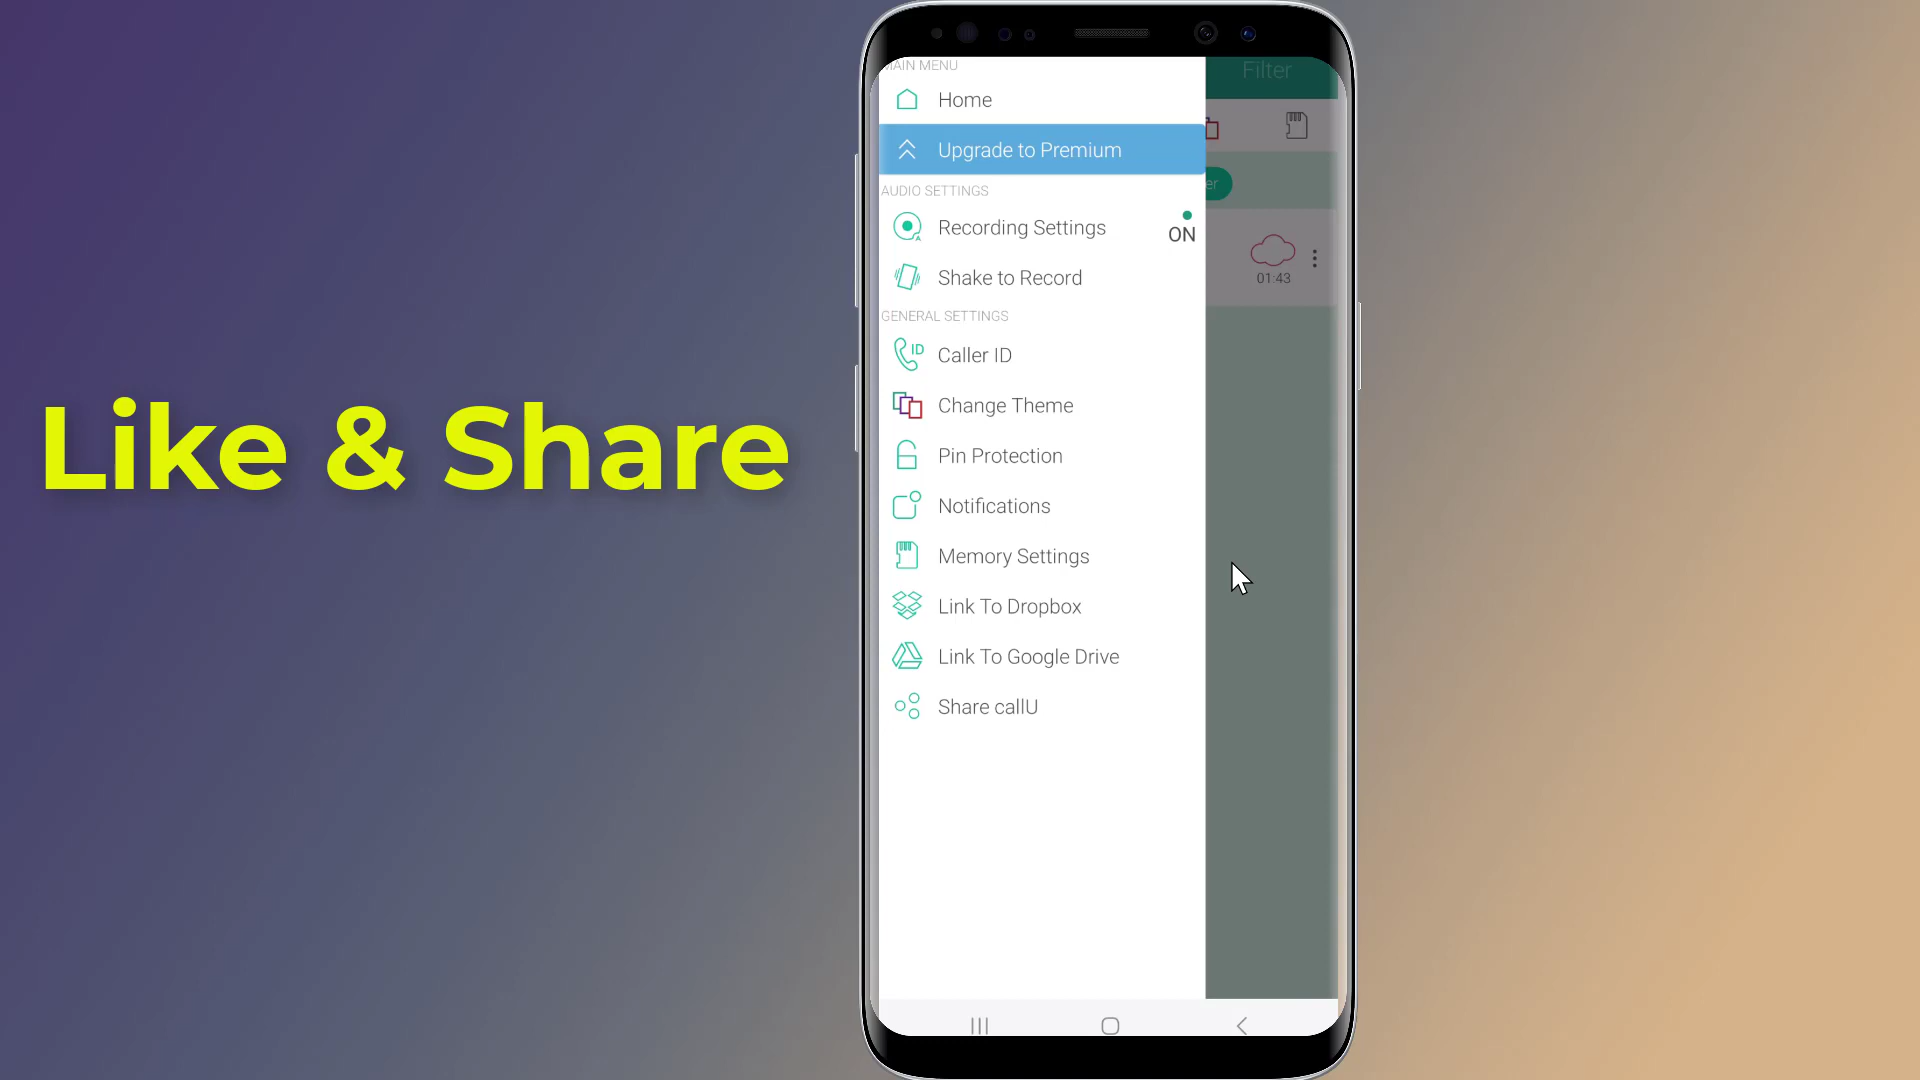 MAIN MENU
Filter
Home
Upgrade to Premium
AUDIO SETTINGS
Recording Settings
ON
Shake to Record
01:43
GENERAL SETTINGS
ID
Caller ID
Change Theme
Like & Share
Pin Protection
Notifications
Memory Settings
Link To Dropbox
Link To Google Drive
Share callU